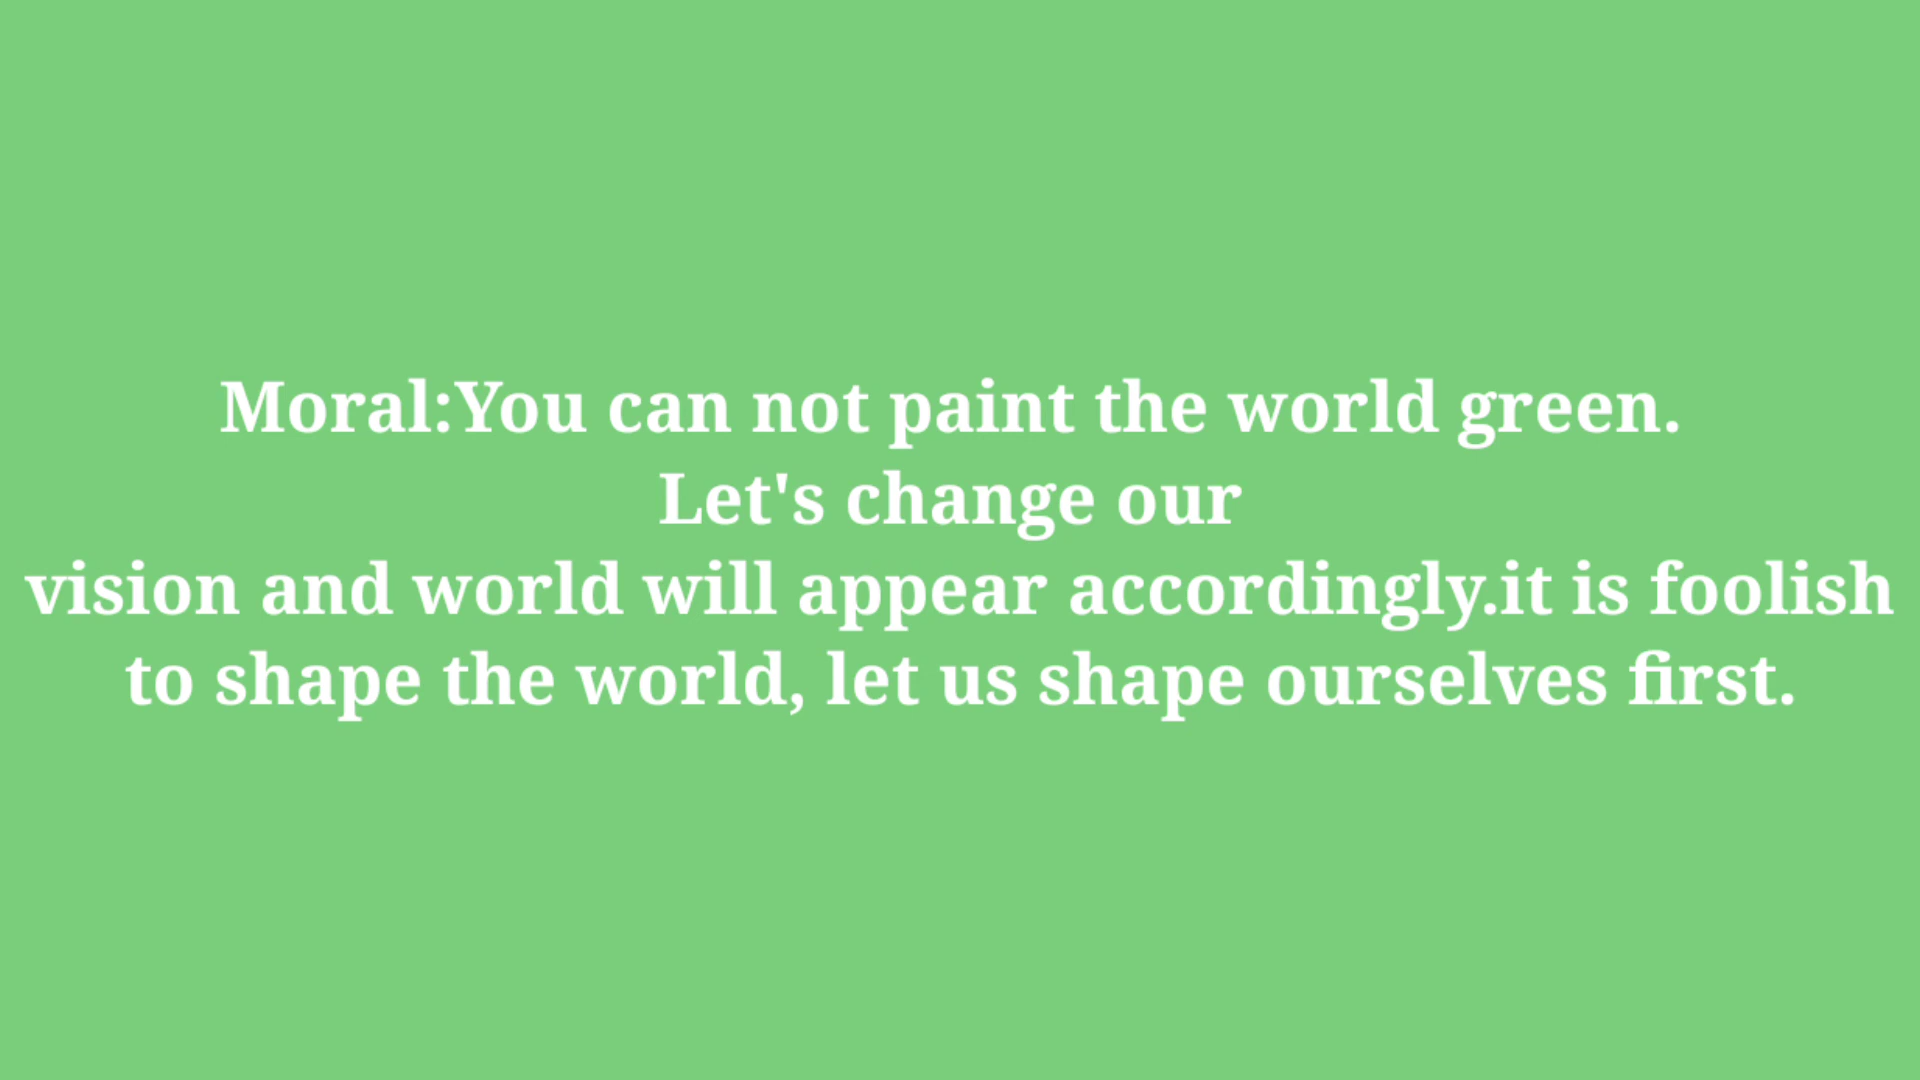 Moral:You can not paint the world green.
Let's change our
vision and world will appear accordingly.it is foolish
to shape the world, let us shape ourselves first.